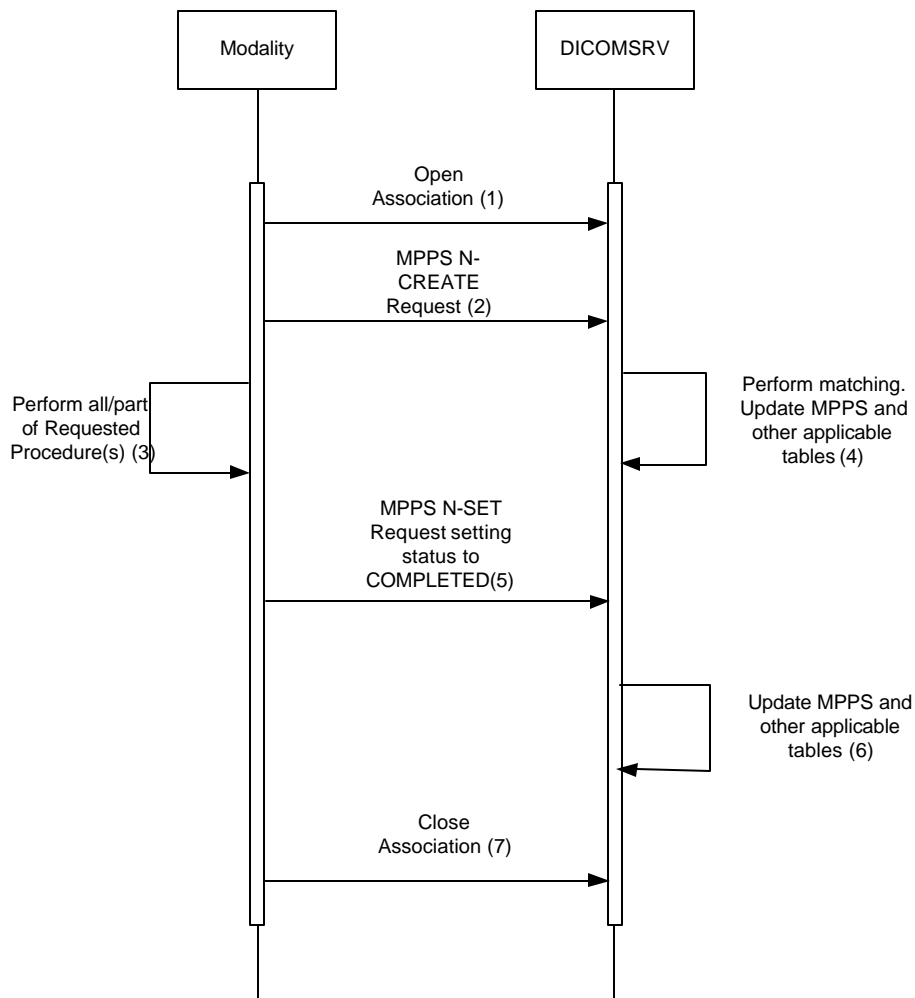 Modality
DICOMSRV
Open
Association (1)
MPPS N-
CREATE
Request (2)
Perform all/part
of Requested
Procedure(s) (3)
Perform matching.
Update MPPS and
other applicable
tables (4)
MPPS N-SET
Request setting
status to
COMPLETED(5)
Update MPPS and
other applicable
tables (6)
Close
Association (7)